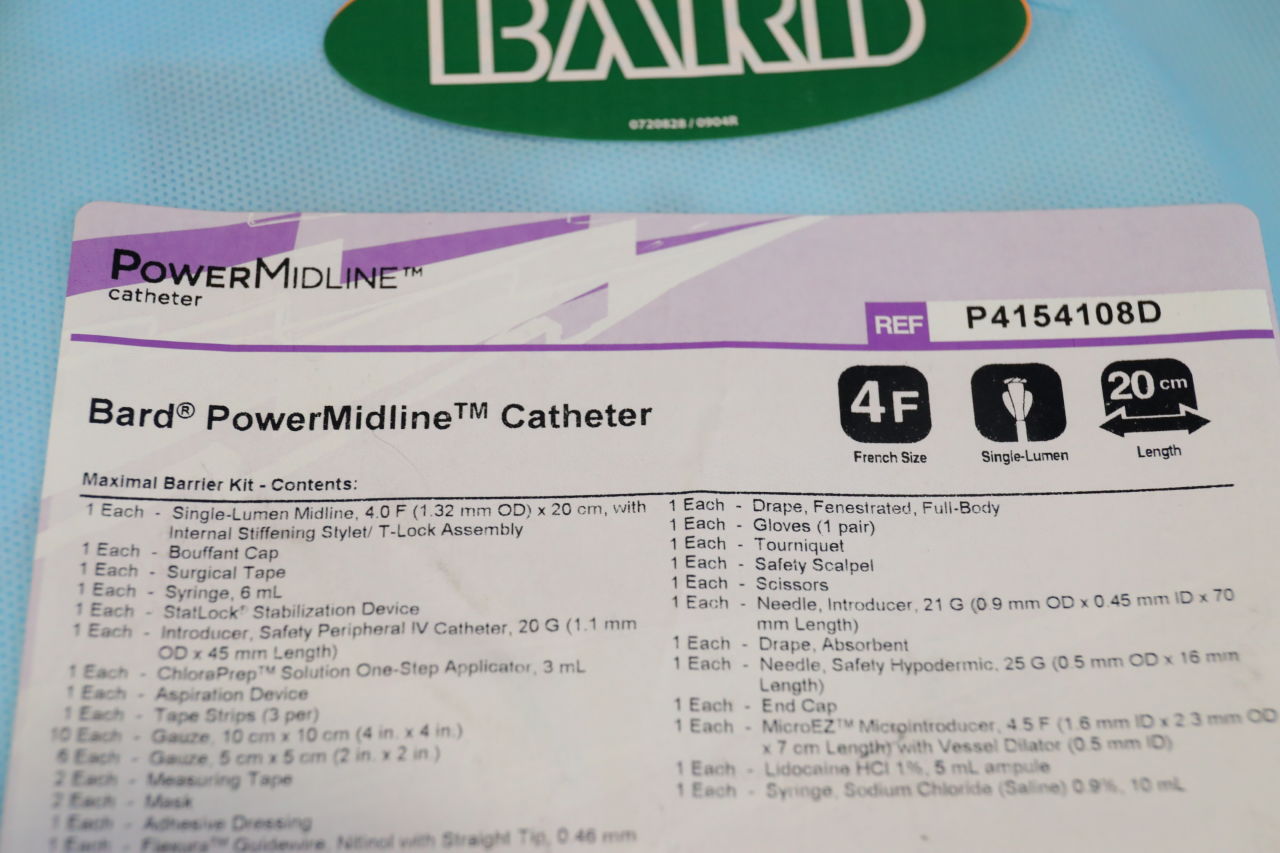 BARD
0720828 / 0904R
POWERMIDLINE™
catheter
REF P4154108D
Bard® PowerMidline™ Catheter
4F
French Size
Single-Lumen
20 cm
Length
Maximal Barrier Kit - Contents:
1 Each - Single-Lumen Midline, 4.0 F (1.32 mm OD) x 20 cm, with
Internal Stiffening Stylet/ T-Lock Assembly
1 Each - Bouffant Cap
1 Each - Surgical Tape
1 Each - Syringe, 6 mL
1 Each - StatLock® Stabilization Device
1 Each - Introducer, Safety Peripheral IV Catheter, 20 G (1.1 mm
OD x 45 mm Length)
1 Each - ChloraPrep™ Solution One-Step Applicator, 3 mL
1 Each - Aspiration Device
1 Each - Tape Strips (3 per)
10 Each - Gauze, 10 cm x 10 cm (4 in. x 4 in.)
6 Each - Gauze, 5 cm x 5 cm (2 in. x 2 in.)
2 Each - Measuring Tape
2 Each - Mask
1 Each - Adhesive Dressing
1 Each - Guidewire, Nitinol with Straight Tip, 0.46 mm
1 Each - Drape, Fenestrated, Full-Body
1 Each - Gloves (1 pair)
1 Each - Tourniquet
1 Each - Safety Scalpel
1 Each - Scissors
1 Each - Needle, Introducer, 21 G (0.9 mm OD x 0.45 mm ID x 70
mm Length)
1 Each - Drape, Absorbent
1 Each - Needle, Safety Hypodermic, 25 G (0.5 mm OD x 16 mm
Length)
1 Each - End Cap
1 Each - MicroEZ™ Microintroducer, 4.5 F (1.6 mm ID x 2.3 mm OD
x 7 cm Length) with Vessel Dilator (0.5 mm ID)
1 Each - Lidocaine HCl 1%, 5 mL ampule
1 Each - Syringe, Sodium Chloride (Saline) 0.9%, 10 mL